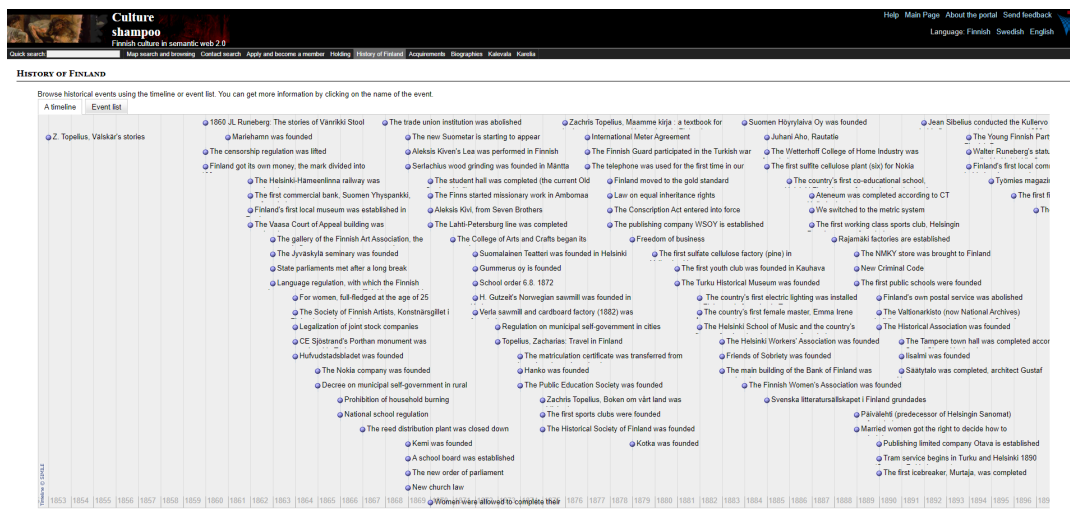 Culture
shampoo
Finnish culture in semantic web 2.0
Help Main Page About the portal Send feedback
Language: Finnish Swedish English
Quick search:
Map search and browsing Contact search Apply and become a member Holding History of Finland Acquirements Biographies Kalevala Karelia
HISTORY OF FINLAND
Browse historical events using the timeline or event list. You can get more information by clicking on the name of the event.
A timeline Event list
1860 JL Runeberg: The stories of Vänrikki Stool The trade union institution was abolished Zachris Topelius, Maamme kirja : a textbook for Suomen Höyrylaiva Oy was founded Jean Sibelius conducted the Kullervo
Z. Topelius, Välskär's stories Mariehamn was founded The new Suometar is starting to appear International Meter Agreement Juhani Aho, Rautatie The Young Finnish Part
The censorship regulation was lifted Aleksis Kiven's Lea was performed in Finnish The Finnish Guard participated in the Turkish war The Wetterhoff College of Home Industry was Walter Runeberg's statu
Finland got its own money, the mark divided into Serlachius wood grinding was founded in Mäntta The telephone was used for the first time in our The first sulfite cellulose plant (six) for Nokia Finland's first local com
The Helsinki-Hämeenlinna railway was The student hall was completed (the current Old Finland moved to the gold standard The country's first co-educational school, Työmies magazin
The first commercial bank, Suomen Yhyspankki, The Finns started missionary work in Ambomaa Law on equal inheritance rights Ateneum was completed according to CT The first fi
Finland's first local museum was established in Aleksis Kivi, from Seven Brothers The Conscription Act entered into force We switched to the metric system Th
The Vaasa Court of Appeal building was The Lahti-Petersburg line was completed The publishing company WSOY is established The first working class sports club, Helsingin
The gallery of the Finnish Art Association, the The College of Arts and Crafts began its Freedom of business Rajamäki factories are established
The Jyväskylä seminary was founded Suomalainen Teatteri was founded in Helsinki The first sulfate cellulose factory (pine) in The NMKY store was brought to Finland
State parliaments met after a long break Gummerus oy is founded The first youth club was founded in Kauhava New Criminal Code
Language regulation, with which the Finnish School order 6.8. 1872 The Turku Historical Museum was founded The first public schools were founded
For women, full-fledged at the age of 25 H. Gutzeit's Norwegian sawmill was founded in The country's first electric lighting was installed Finland's own postal service was abolished
The Society of Finnish Artists, Konstnärsgillet i Verla sawmill and cardboard factory (1882) was The country's first female master, Emma Irene The Valtionarkisto (now National Archives)
Legalization of joint stock companies Regulation on municipal self-government in cities The Helsinki School of Music and the country's The Historical Association was founded
CE Sjöstrand's Porthan monument was Topelius, Zacharias: Travel in Finland The Helsinki Workers' Association was founded The Tampere town hall was completed accor
Hufvudstadsbladet was founded The matriculation certificate was transferred from Friends of Sobriety was founded Iisalmi was founded
The Nokia company was founded Hanko was founded The main building of the Bank of Finland was Säätytalo was completed, architect Gustaf
Decree on municipal self-government in rural The Public Education Society was founded The Finnish Women's Association was founded
Prohibition of household burning Zachris Topelius, Boken om vårt land was Svenska litteratursällskapet i Finland grundades
National school regulation The first sports clubs were founded Päivälehti (predecessor of Helsingin Sanomat)
The reed distribution plant was closed down The Historical Society of Finland was founded Married women got the right to decide how to
Kemi was founded Kotka was founded Publishing limited company Otava is established
A school board was established Tram service begins in Turku and Helsinki 1890
The new order of parliament The first icebreaker, Murtaja, was completed
New church law
Women were allowed to complete their
Timeline © SIMILE
1853 1854 1855 1856 1857 1858 1859 1860 1861 1862 1863 1864 1865 1866 1867 1868 1869 1876 1877 1878 1879 1880 1881 1882 1883 1884 1885 1886 1887 1888 1889 1890 1891 1892 1893 1894 1895 1896 189